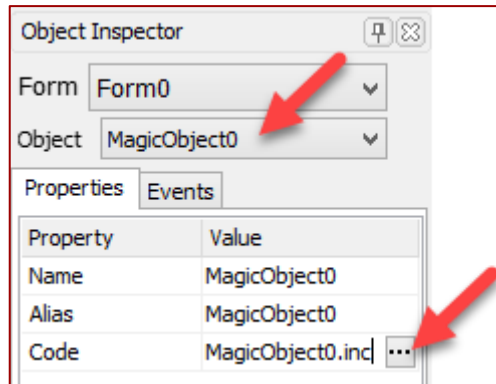 Object Inspector
Form Form0
Object MagicObject0
Properties Events
Property Value
Name MagicObject0
Alias MagicObject0
Code MagicObject0.inc ...